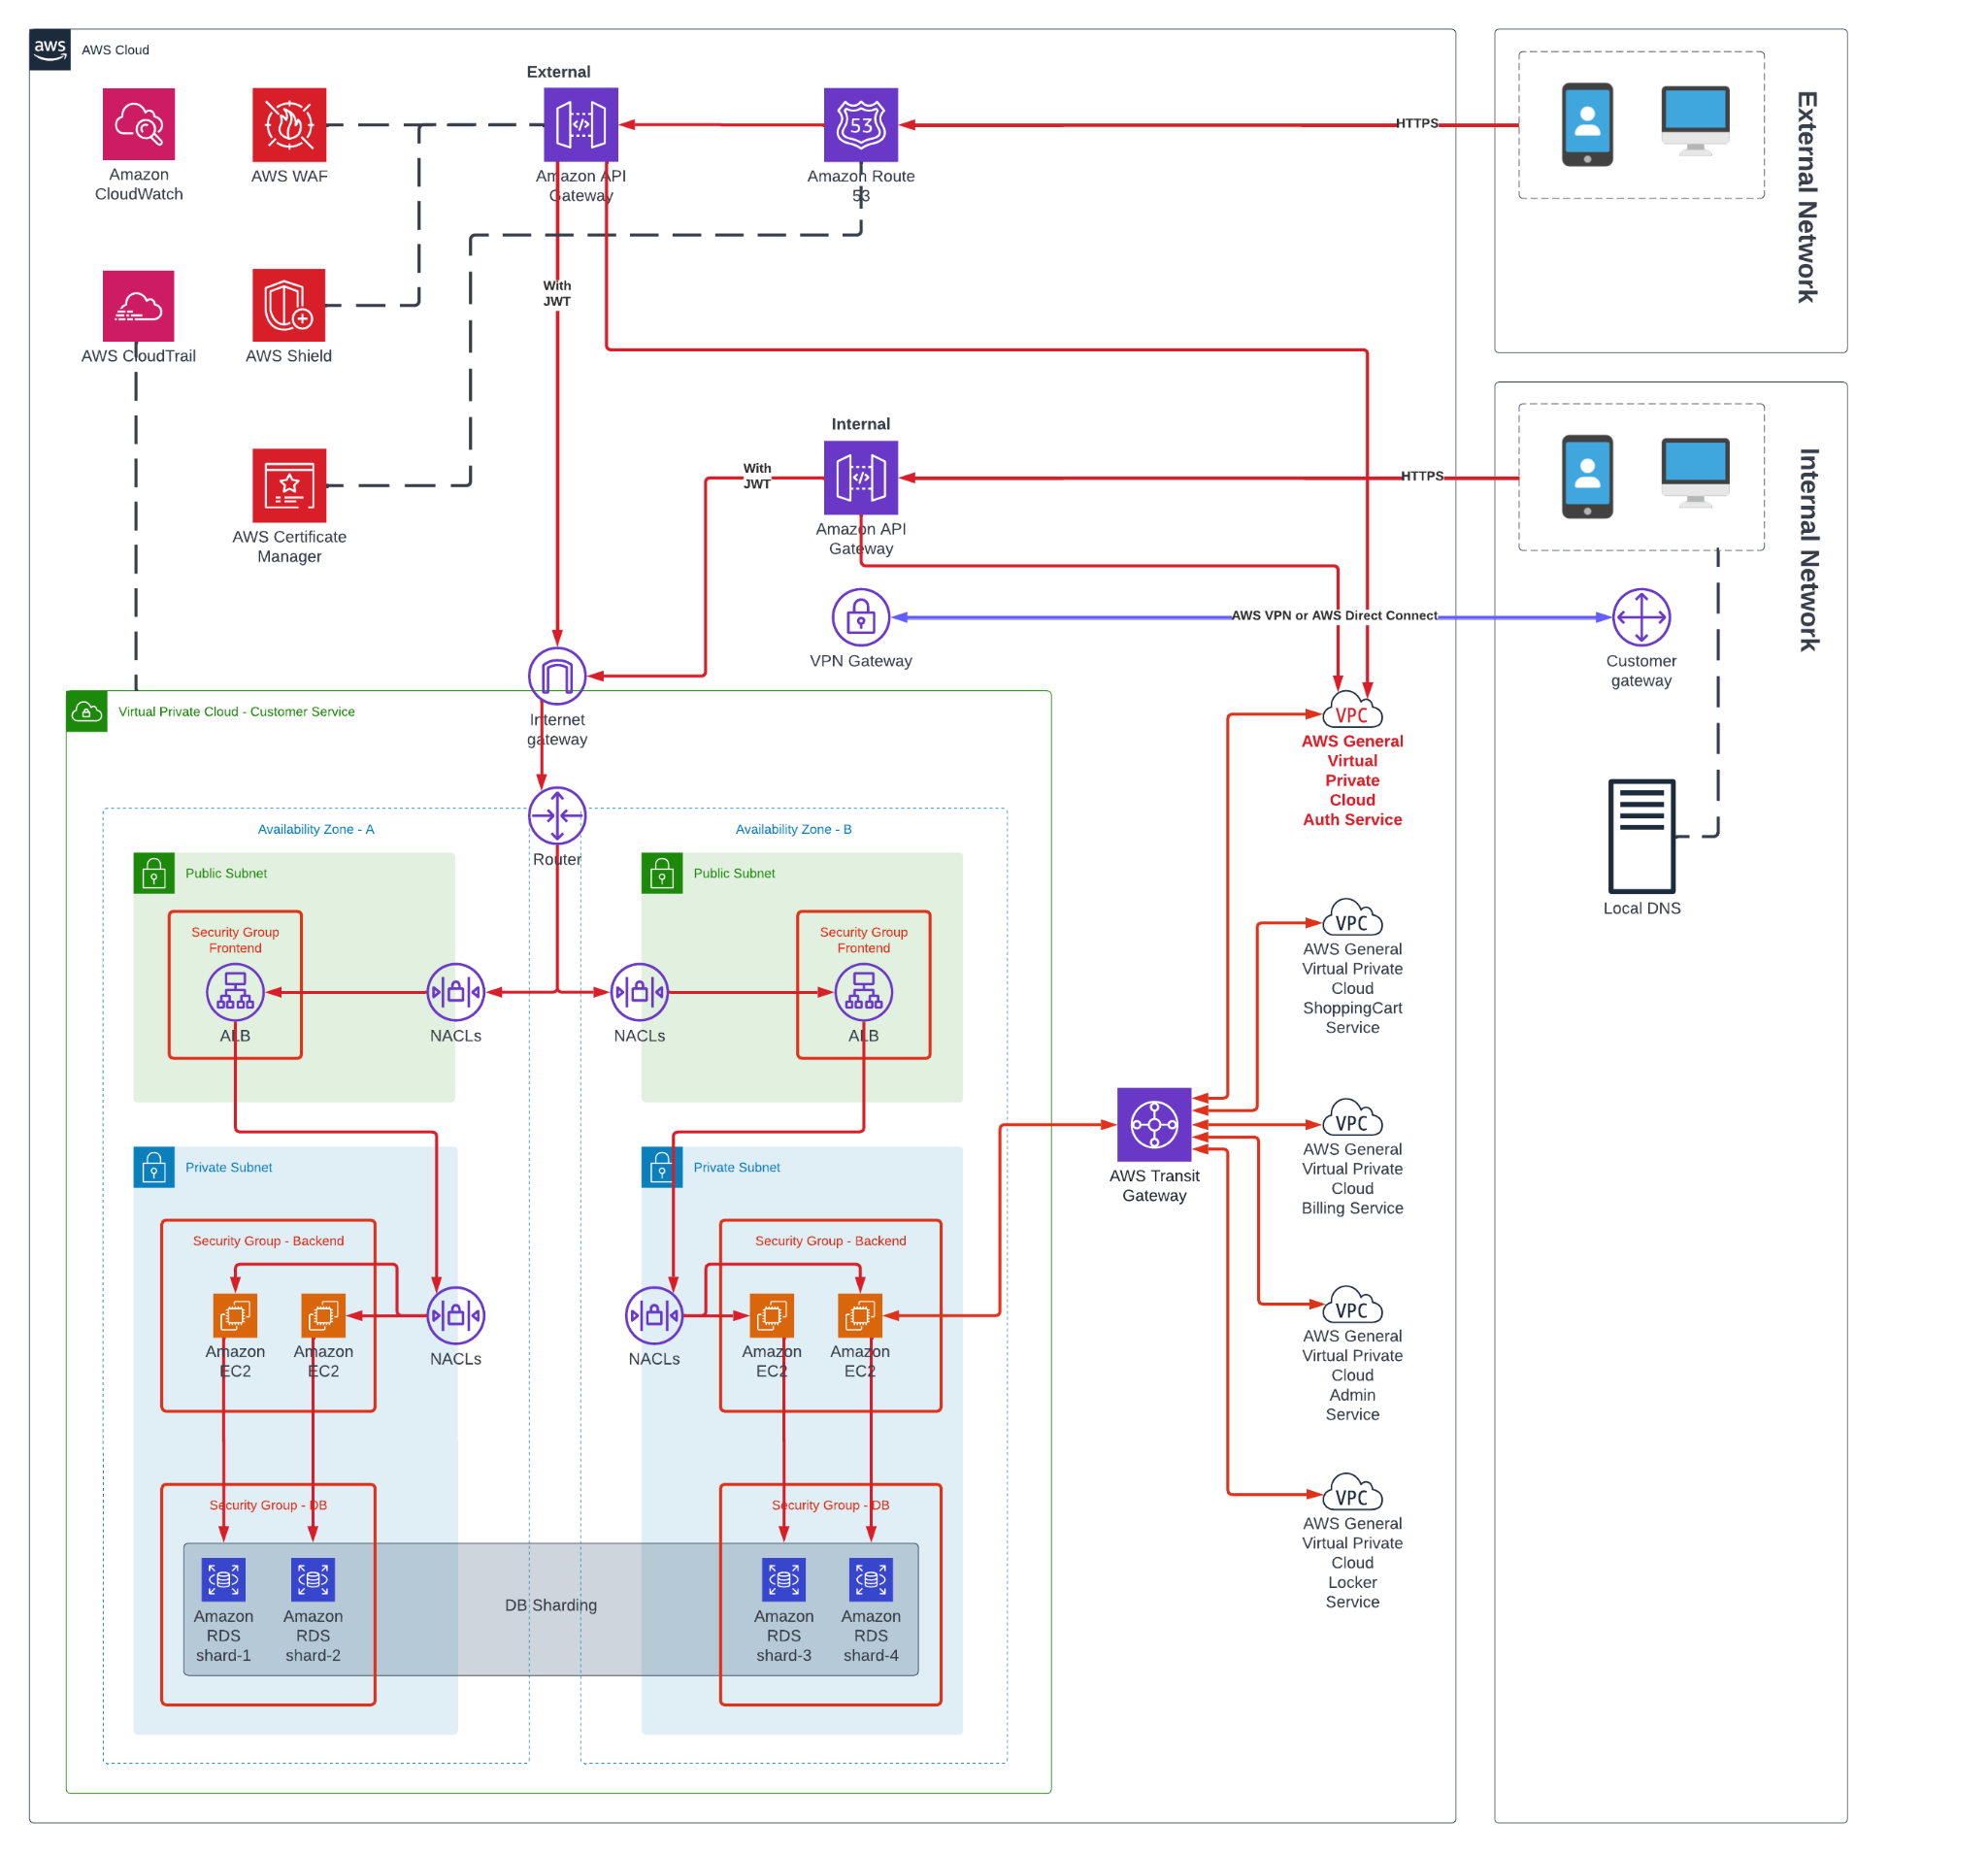 aws
AWS Cloud
External
Amazon
CloudWatch
AWS WAF
Amazon API
Gateway
53
Amazon Route
53
HTTPS
External Network
With
JWT
AWS CloudTrail
AWS Shield
Internal
With
JWT
HTTPS
Amazon API
Gateway
AWS Certificate
Manager
Internal Network
AWS VPN or AWS Direct Connect
VPN Gateway
Customer
gateway
Virtual Private Cloud - Customer Service
Internet
gateway
VPC
AWS General
Virtual
Private
Cloud
Auth Service
Availability Zone - A
Availability Zone - B
Router
Public Subnet
Public Subnet
Security Group
Frontend
Security Group
Frontend
ALB
NACLs
NACLs
ALB
Local DNS
VPC
AWS General
Virtual Private
Cloud
ShoppingCart
Service
AWS Transit
Gateway
VPC
AWS General
Virtual Private
Cloud
Billing Service
Private Subnet
Private Subnet
Security Group - Backend
Security Group - Backend
Amazon
EC2
Amazon
EC2
NACLs
NACLs
Amazon
EC2
Amazon
EC2
VPC
AWS General
Virtual Private
Cloud
Admin
Service
Security Group - DB
Security Group - DB
Amazon
RDS
shard-1
Amazon
RDS
shard-2
DB Sharding
Amazon
RDS
shard-3
Amazon
RDS
shard-4
VPC
AWS General
Virtual Private
Cloud
Locker
Service